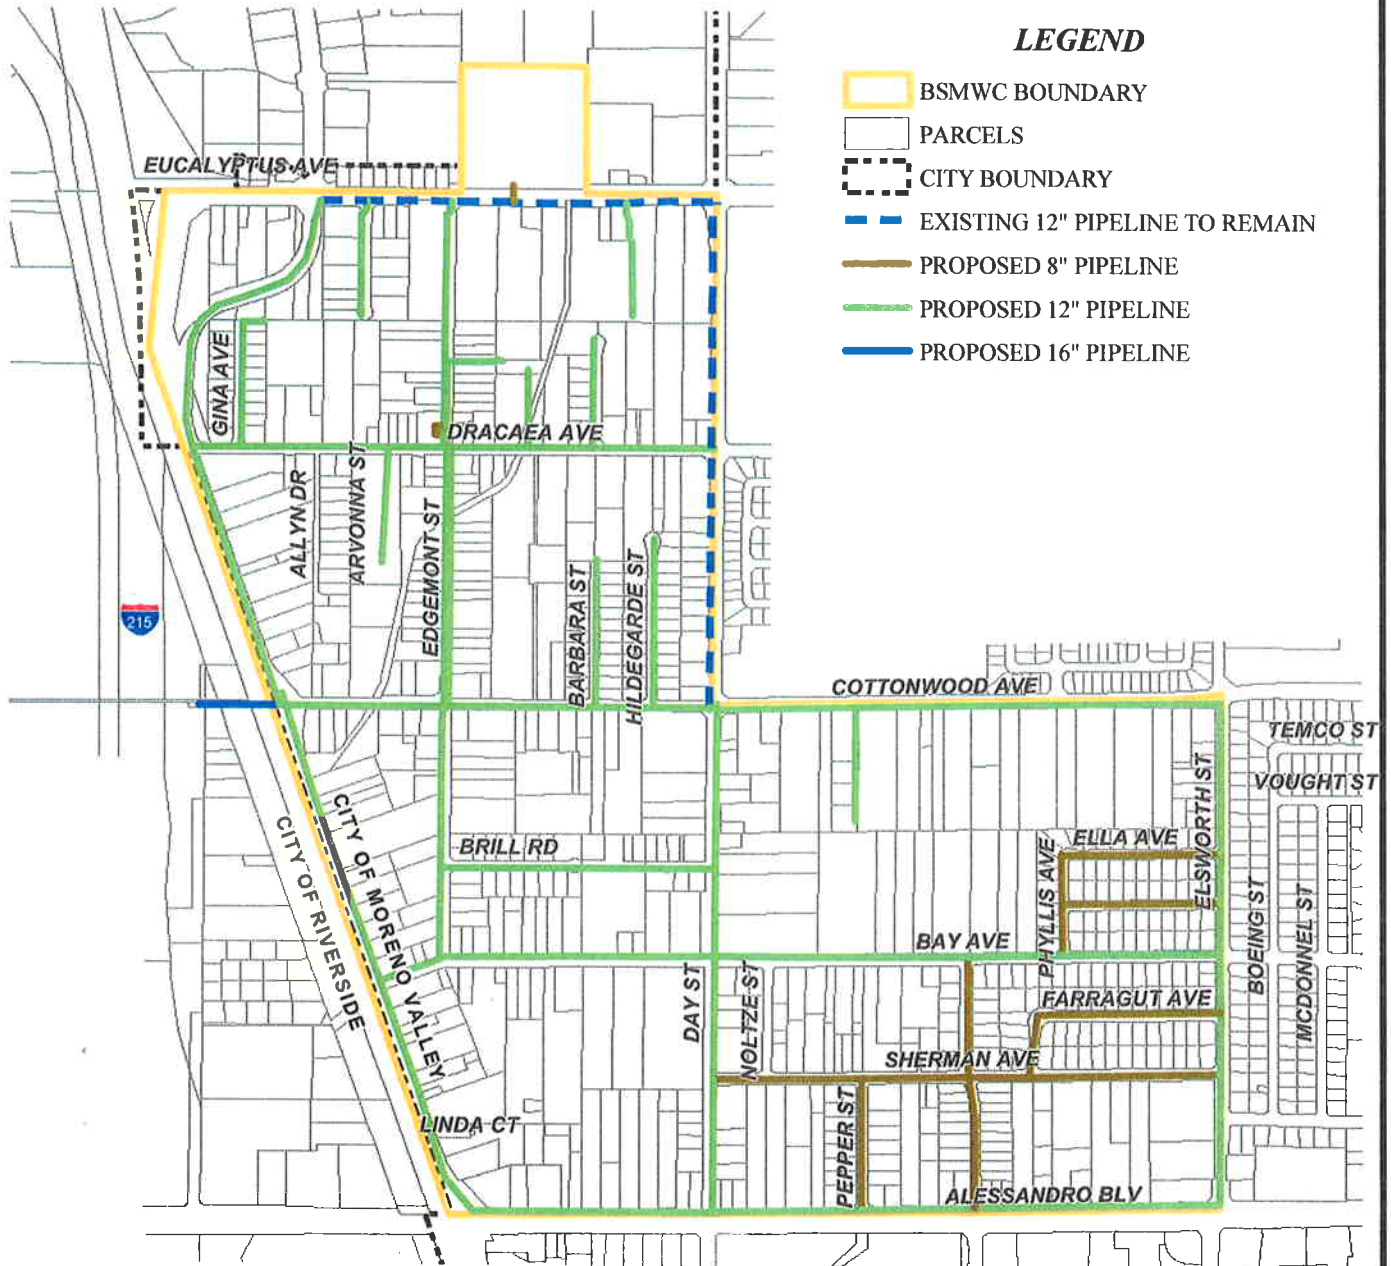 LEGEND
BSMWC BOUNDARY
PARCELS
CITY BOUNDARY
EXISTING 12" PIPELINE TO REMAIN
PROPOSED 8" PIPELINE
PROPOSED 12" PIPELINE
PROPOSED 16" PIPELINE
EUCALYPTUS AVE
GINA AVE
DRACAEA AVE
ALLYN DR
ARVONNA ST
EDGEMONT ST
BARBARA ST
HILDEGARDE ST
215
COTTONWOOD AVE
TEMCO ST
VOUGHT ST
ELSWORTH ST
CITY OF MORENO VALLEY
CITY OF RIVERSIDE
BRILL RD
ELLA AVE
PHYLLIS AVE
BOEING ST
MCDONNEL ST
BAY AVE
DAY ST
NOLTZE ST
FARRAGUT AVE
SHERMAN AVE
PEPPER ST
LINDA CT
ALESSANDRO BLV